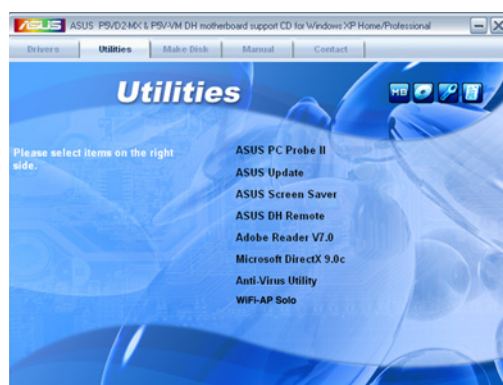 ASUS P5VD2-MX & P5V-VM DH motherboard support CD for Windows XP Home/Professional
Drivers Utilities Make Disk Manual Contact
Utilities
MB
Please select items on the right side.
ASUS PC Probe II
ASUS Update
ASUS Screen Saver
ASUS DH Remote
Adobe Reader V7.0
Microsoft DirectX 9.0c
Anti-Virus Utility
WiFi-AP Solo